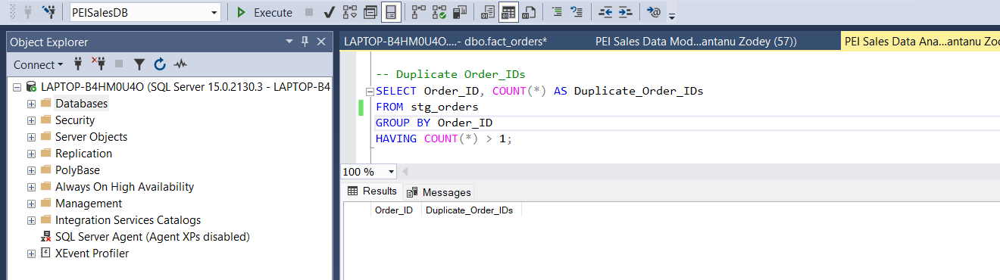 PEISalesDB
Execute
Object Explorer
Connect
LAPTOP-B4HM0U4O (SQL Server 15.0.2130.3 - LAPTOP-B4
Databases
Security
Server Objects
Replication
PolyBase
Always On High Availability
Management
Integration Services Catalogs
SQL Server Agent (Agent XPs disabled)
XEvent Profiler
LAPTOP-B4HM0U4O....- dbo.fact_orders*
PEI Sales Data Mod...antanu Zodey (57))
PEI Sales Data Ana...antanu Zo
-- Duplicate Order_IDs
SELECT Order_ID, COUNT(*) AS Duplicate_Order_IDs
FROM stg_orders
GROUP BY Order_ID
HAVING COUNT(*) > 1;
100 %
Results
Messages
Order_ID Duplicate_Order_IDs